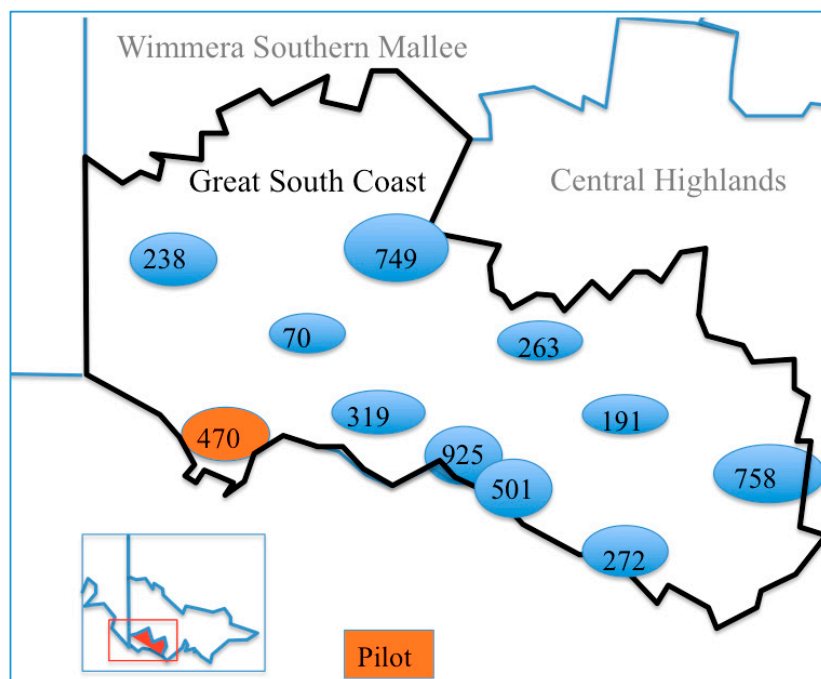 Wimmera Southern Mallee
Great South Coast
Central Highlands
238
749
70
263
319
191
470
925
758
501
272
Pilot